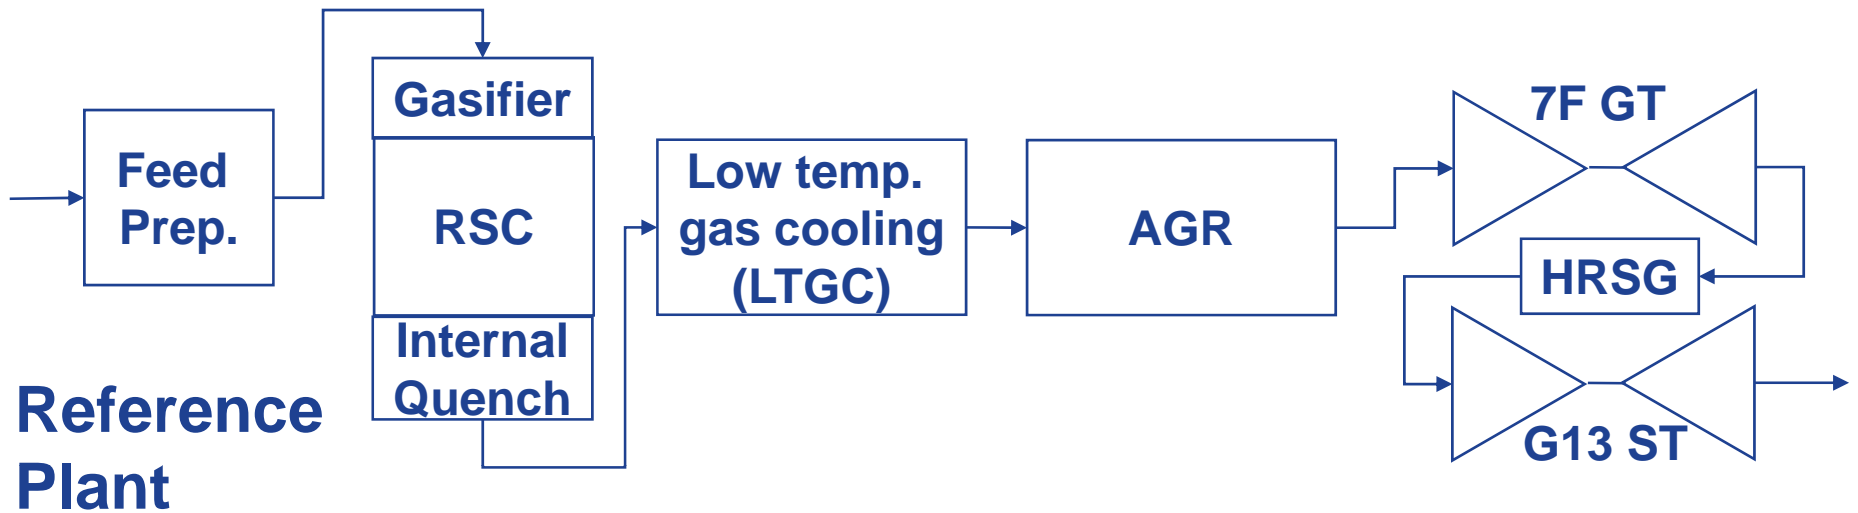 Feed
Prep.
Gasifier
RSC
Internal
Quench
Low temp.
gas cooling
(LTGC)
AGR
7F GT
HRSG
G13 ST
Reference
Plant